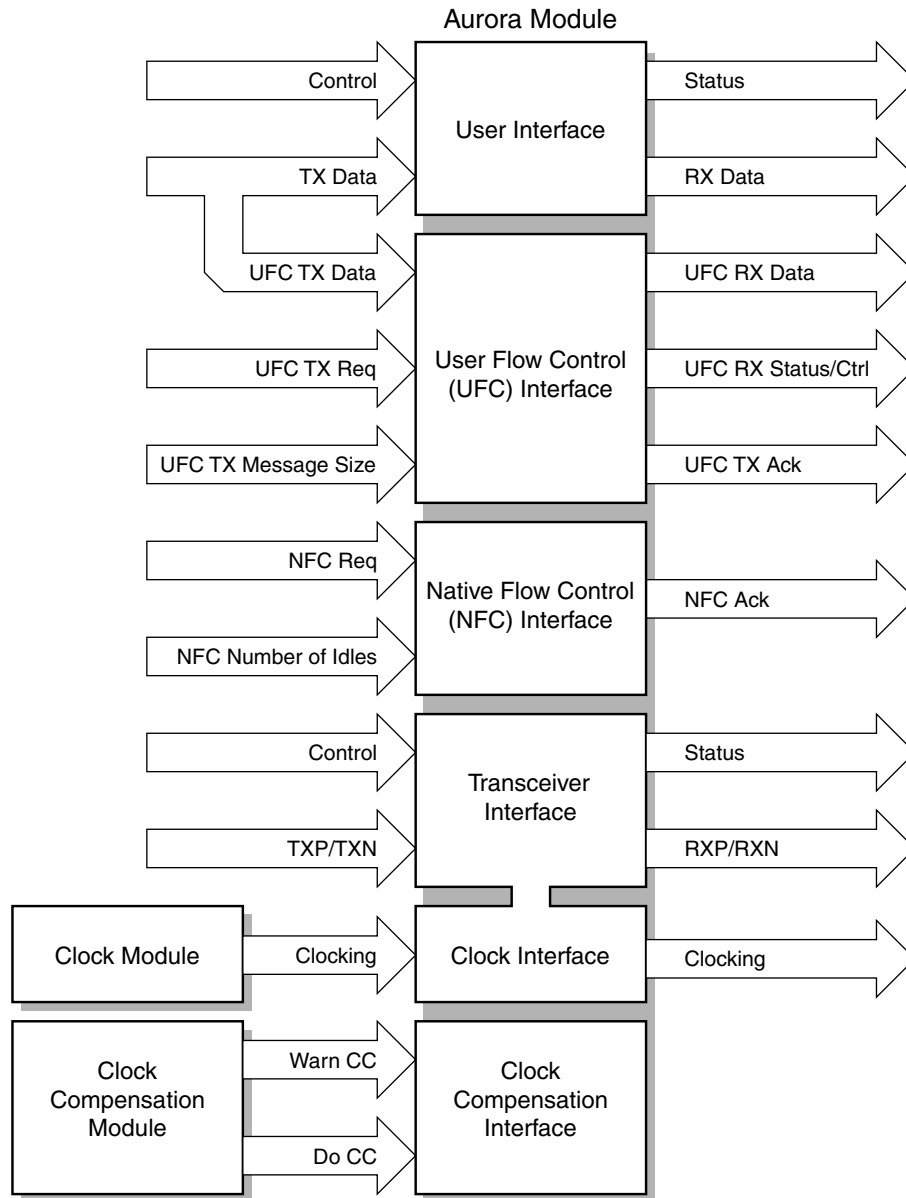 Aurora Module
Control
User Interface
Status
TX Data
RX Data
UFC TX Data
UFC RX Data
UFC TX Req
User Flow Control
(UFC) Interface
UFC RX Status/Ctrl
UFC TX Message Size
UFC TX Ack
NFC Req
Native Flow Control
(NFC) Interface
NFC Ack
NFC Number of Idles
Control
Transceiver
Interface
Status
TXP/TXN
RXP/RXN
Clock Module
Clocking
Clock Interface
Clocking
Clock
Compensation
Module
Warn CC
Do CC
Clock
Compensation
Interface